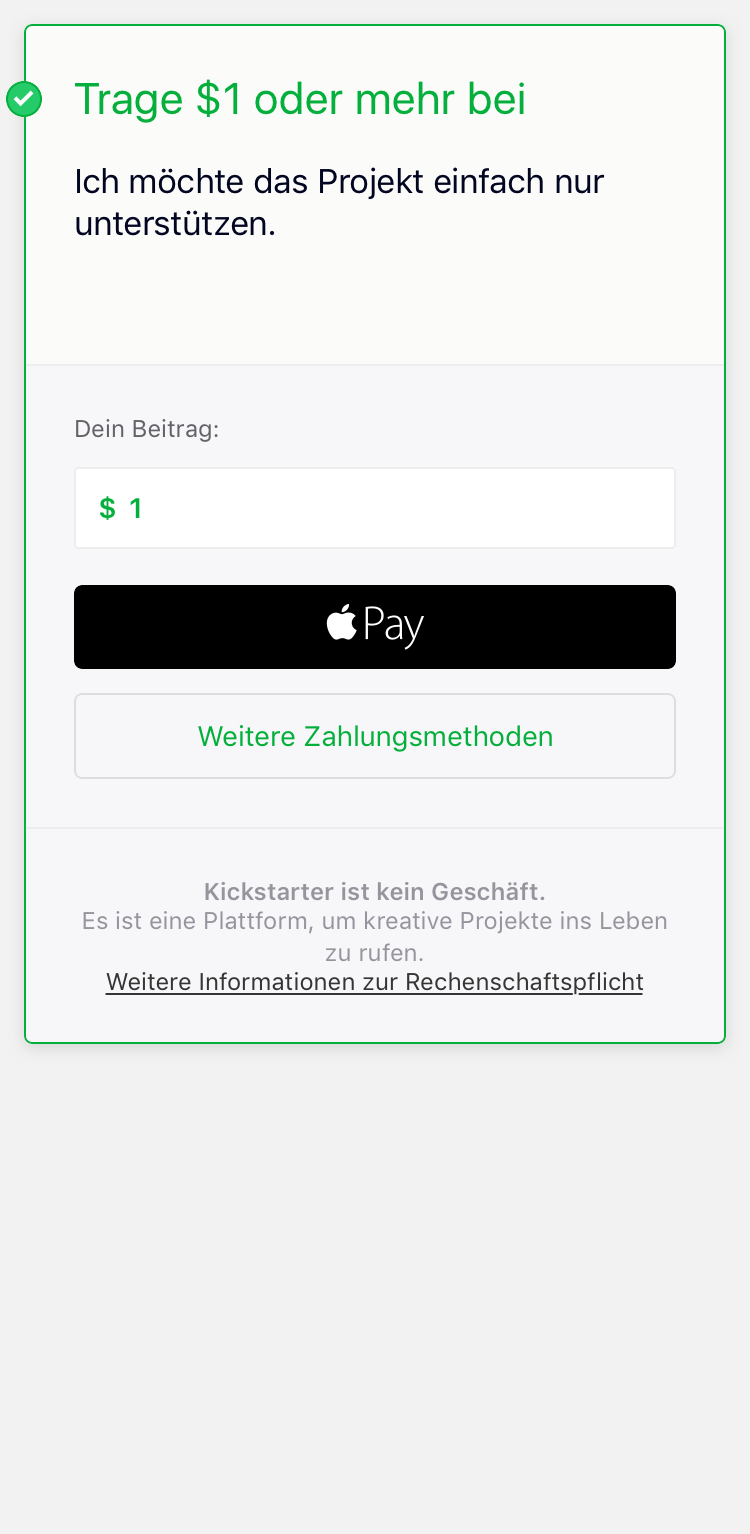 Trage $1 oder mehr bei
Ich möchte das Projekt einfach nur
unterstützen.
Dein Beitrag:
$ 1
Pay
Weitere Zahlungsmethoden
Kickstarter ist kein Geschäft.
Es ist eine Plattform, um kreative Projekte ins Leben
zu rufen.
Weitere Informationen zur Rechenschaftspflicht